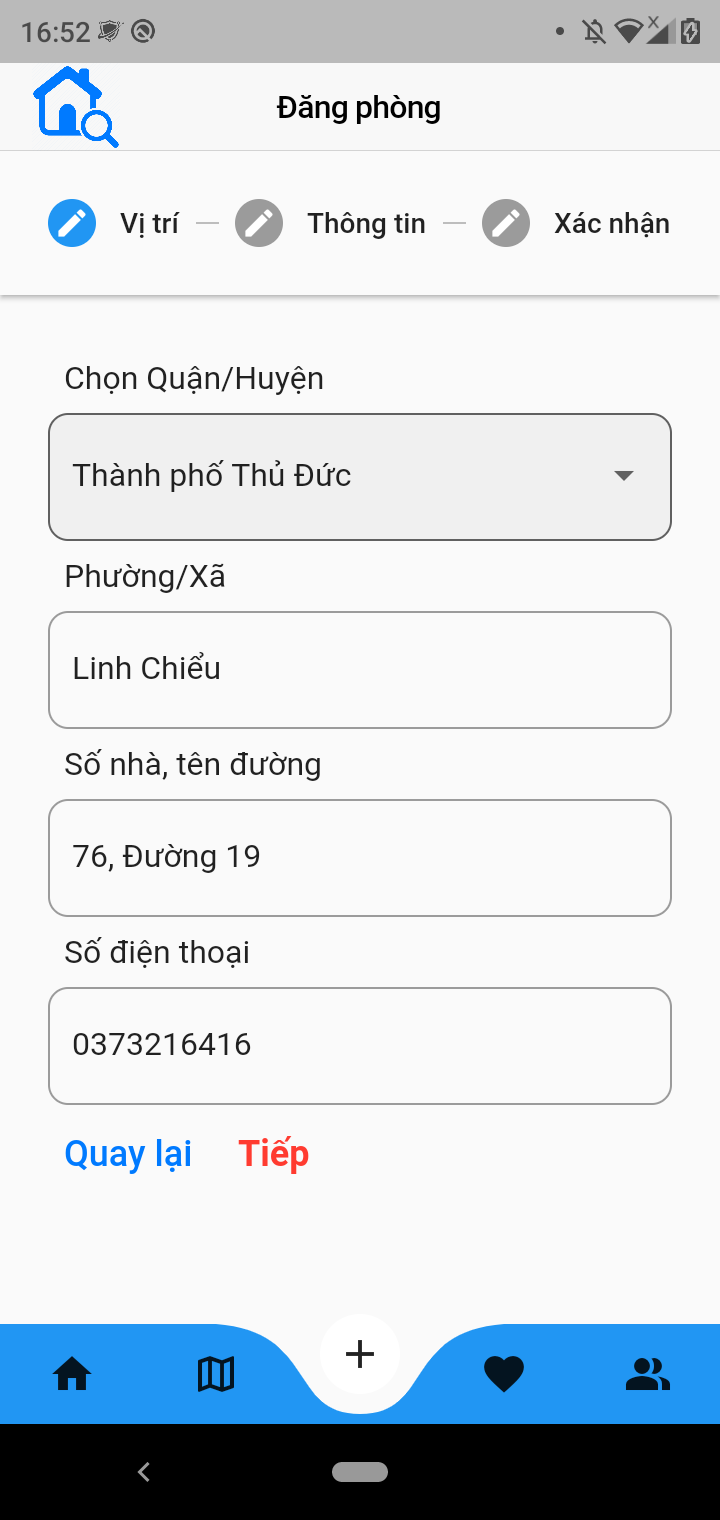 16:52
Đăng phòng
Vị trí
Thông tin
Xác nhận
Chọn Quận/Huyện
Thành phố Thủ Đức
Phường/Xã
Linh Chiểu
Số nhà, tên đường
76, Đường 19
Số điện thoại
0373216416
Quay lại Tiếp